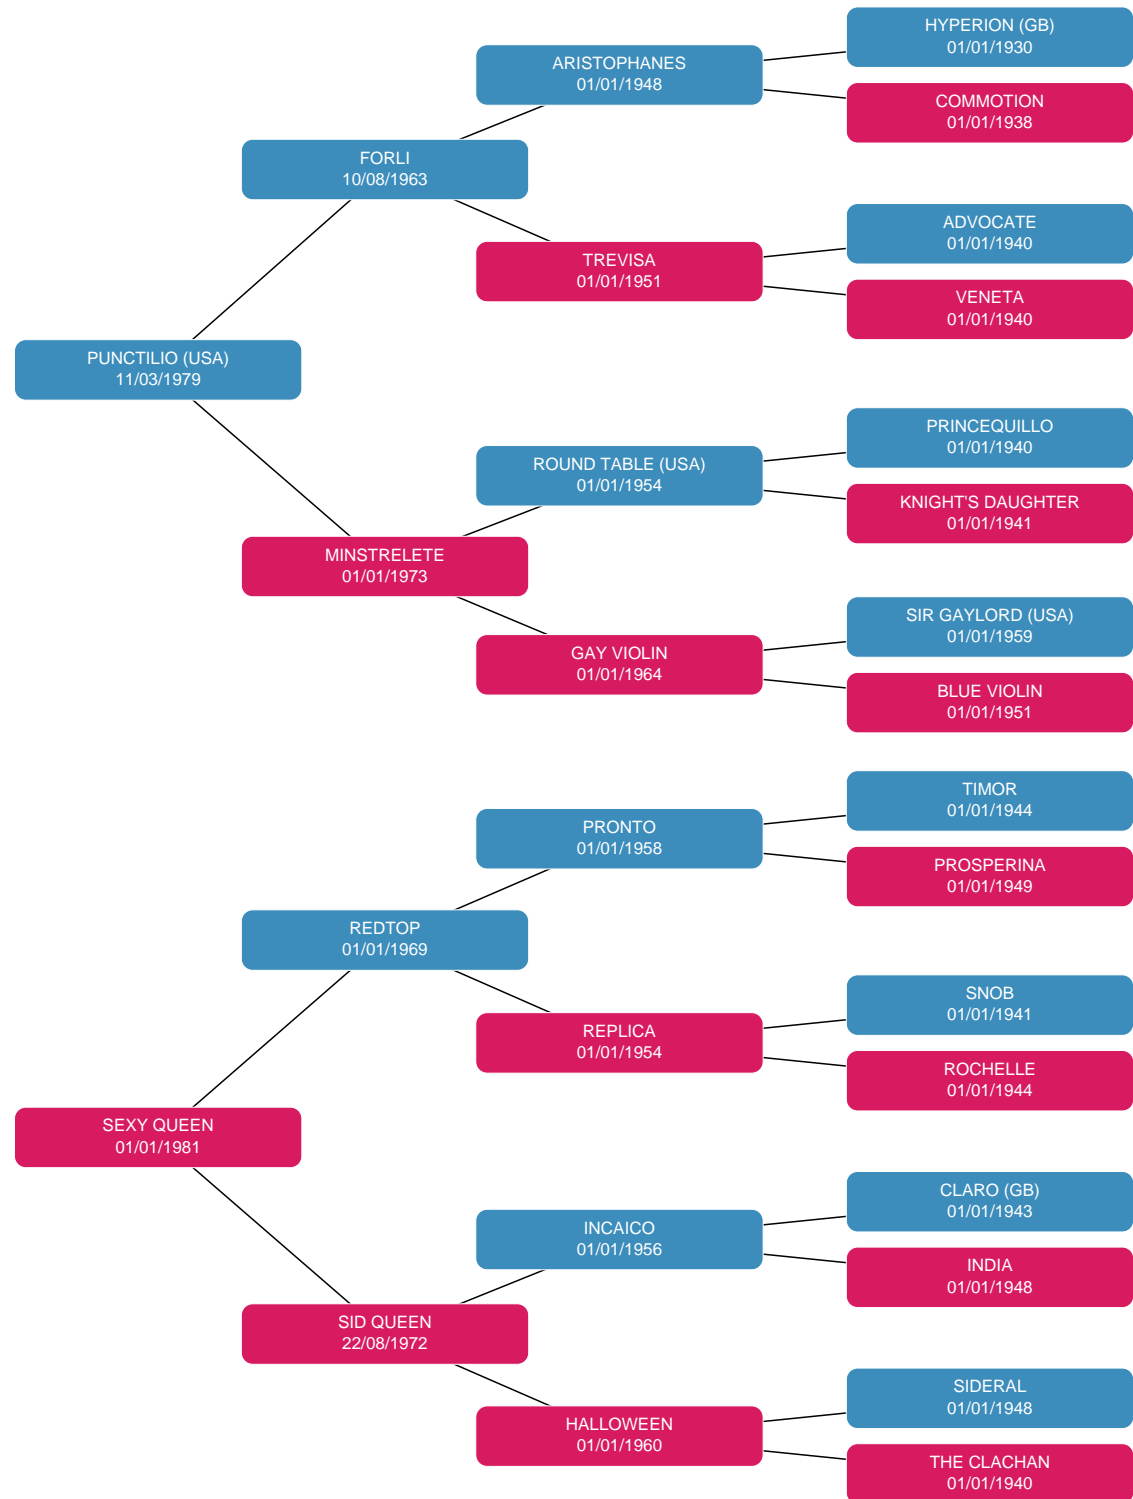 HYPERION (GB)
01/01/1930
ARISTOPHANES
01/01/1948
COMMOTION
01/01/1938
FORLI
10/08/1963
ADVOCATE
01/01/1940
TREVISA
01/01/1951
VENETA
01/01/1940
PUNCTILIO (USA)
11/03/1979
PRINCEQUILLO
01/01/1940
ROUND TABLE (USA)
01/01/1954
KNIGHT'S DAUGHTER
01/01/1941
MINSTRELETE
01/01/1973
SIR GAYLORD (USA)
01/01/1959
GAY VIOLIN
01/01/1964
BLUE VIOLIN
01/01/1951
TIMOR
01/01/1944
PRONTO
01/01/1958
PROSPERINA
01/01/1949
REDTOP
01/01/1969
SNOB
01/01/1941
REPLICA
01/01/1954
ROCHELLE
01/01/1944
SEXY QUEEN
01/01/1981
CLARO (GB)
01/01/1943
INCAICO
01/01/1956
INDIA
01/01/1948
SID QUEEN
22/08/1972
SIDERAL
01/01/1948
HALLOWEEN
01/01/1960
THE CLACHAN
01/01/1940